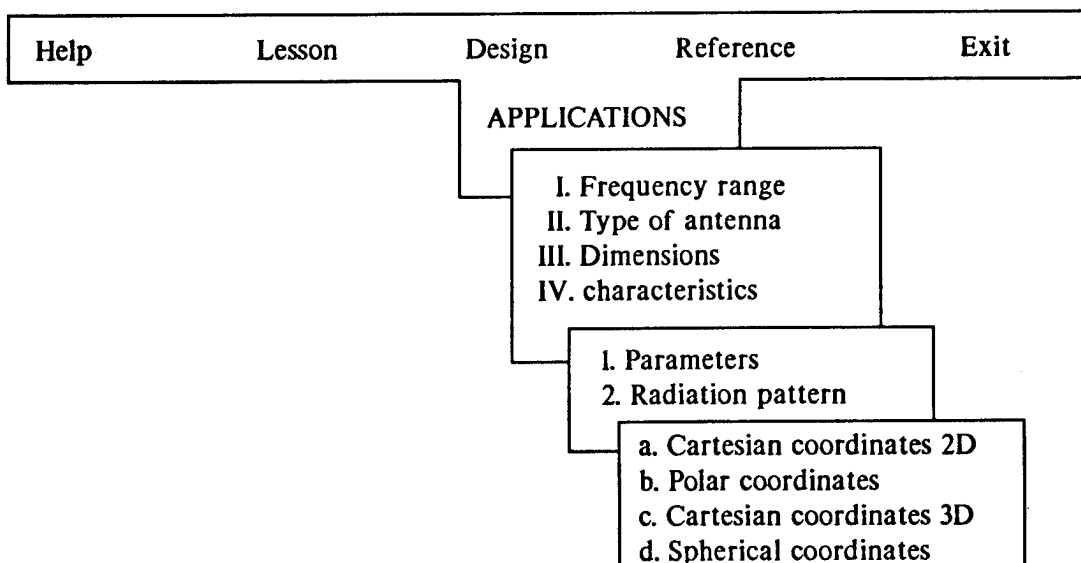 Help Lesson Design Reference Exit
APPLICATIONS
I. Frequency range
II. Type of antenna
III. Dimensions
IV. characteristics
1. Parameters
2. Radiation pattern
a. Cartesian coordinates 2D
b. Polar coordinates
c. Cartesian coordinates 3D
d. Spherical coordinates